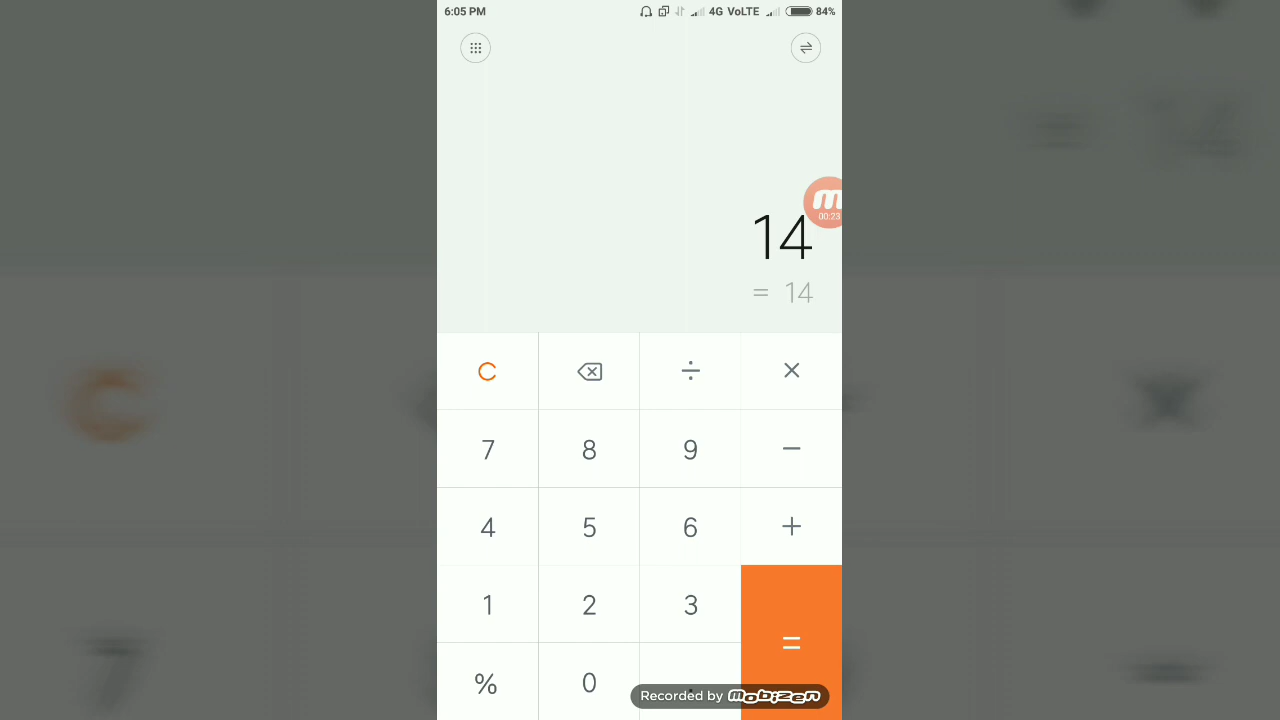 6:05 PM 4G VoLTE 84%
00:23
14
= 14
C ÷ ×
7 8 9 −
4 5 6 +
1 2 3
% 0 . =
Recorded by mobizen